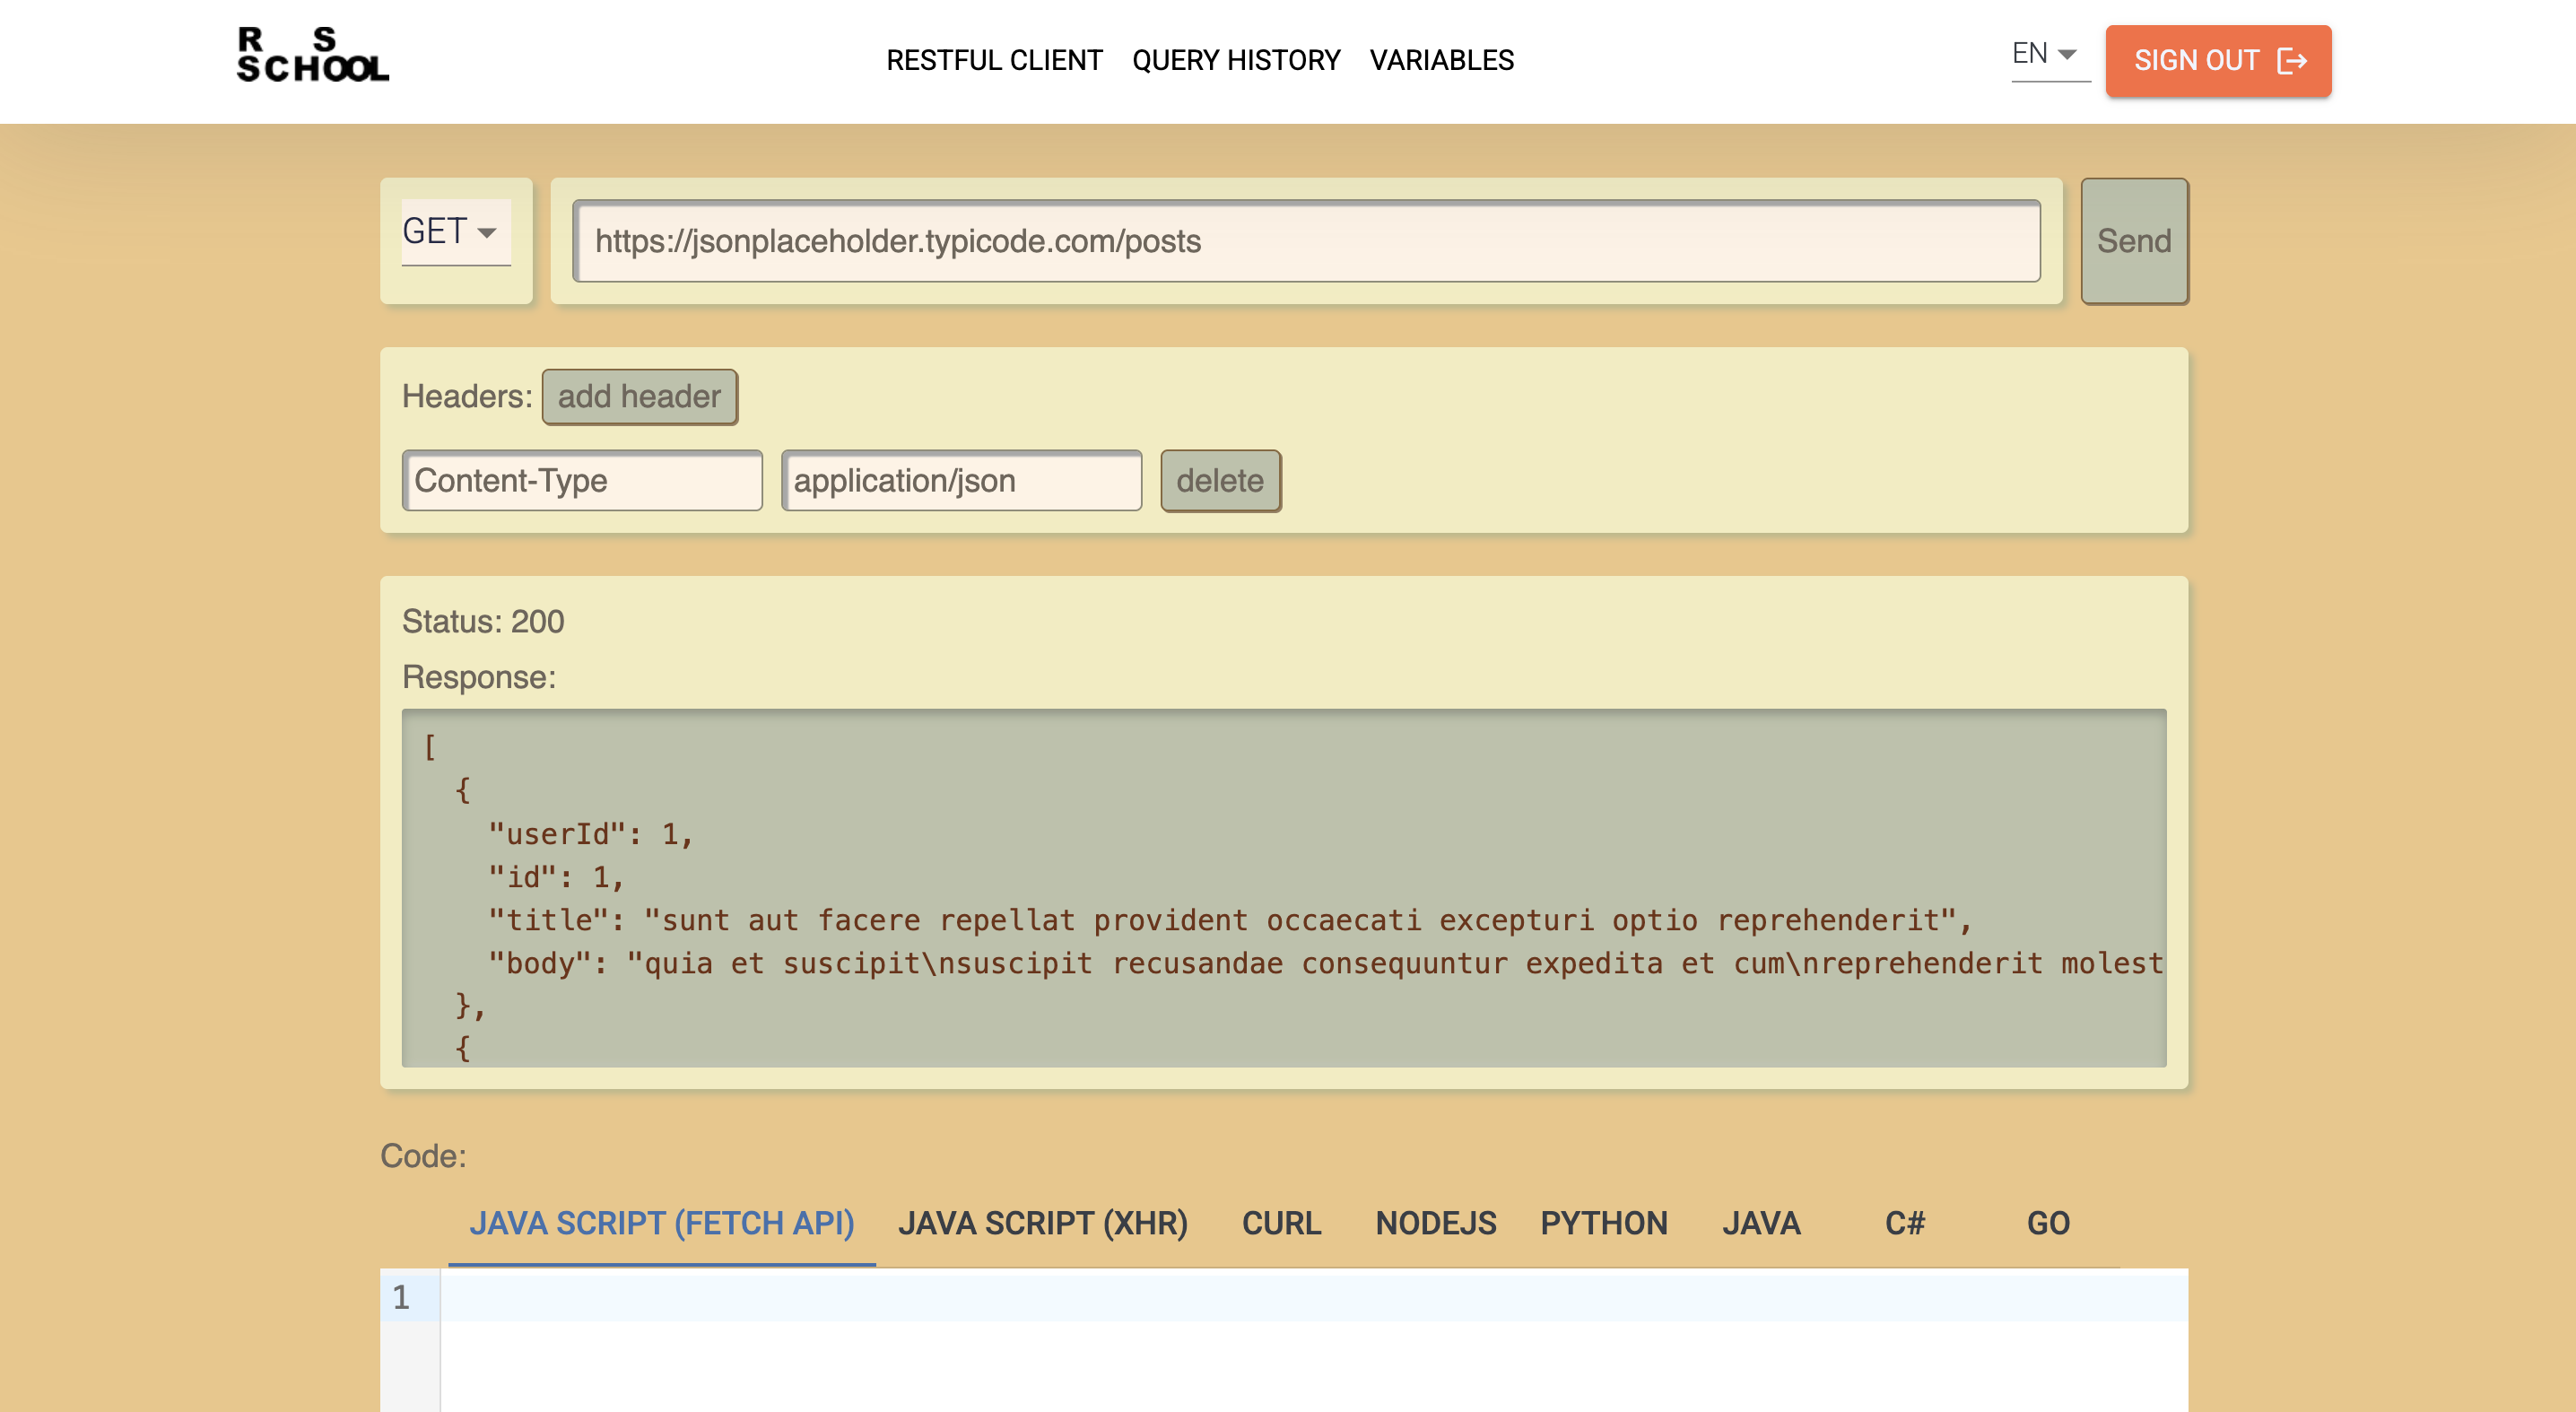 R S
SCHOOL
RESTFUL CLIENT QUERY HISTORY VARIABLES
EN
SIGN OUT
GET
https://jsonplaceholder.typicode.com/posts
Send
Headers: add header
Content-Type application/json delete
Status: 200
Response:
[
{
"userId": 1,
"id": 1,
"title": "sunt aut facere repellat provident occaecati excepturi optio reprehenderit",
"body": "quia et suscipit\nsuscipit recusandae consequuntur expedita et cum\nreprehenderit molest
},
{
Code:
JAVA SCRIPT (FETCH API) JAVA SCRIPT (XHR) CURL NODEJS PYTHON JAVA C# GO
1